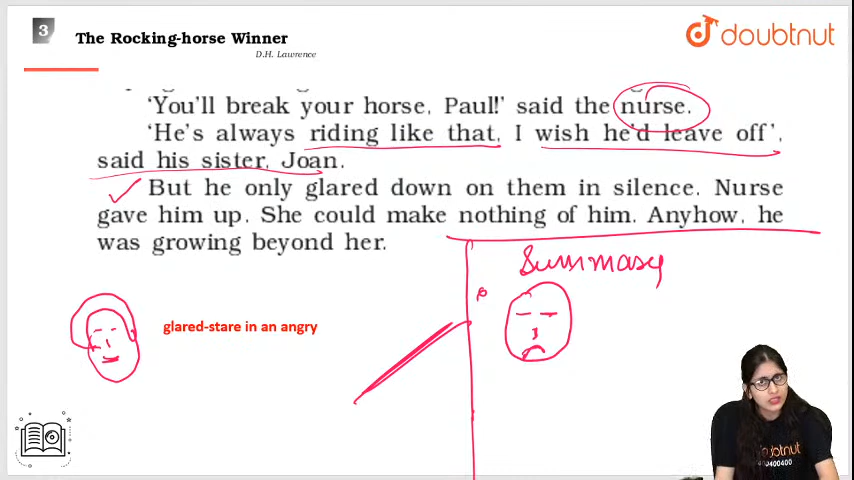 3
The Rocking-horse Winner
D.H. Lawrence
doubtnut
'You'll break your horse, Paul!' said the nurse.
'He's always riding like that, I wish he'd leave off',
said his sister, Joan.
But he only glared down on them in silence. Nurse
gave him up. She could make nothing of him. Anyhow, he
was growing beyond her.
Summary
glared-stare in an angry